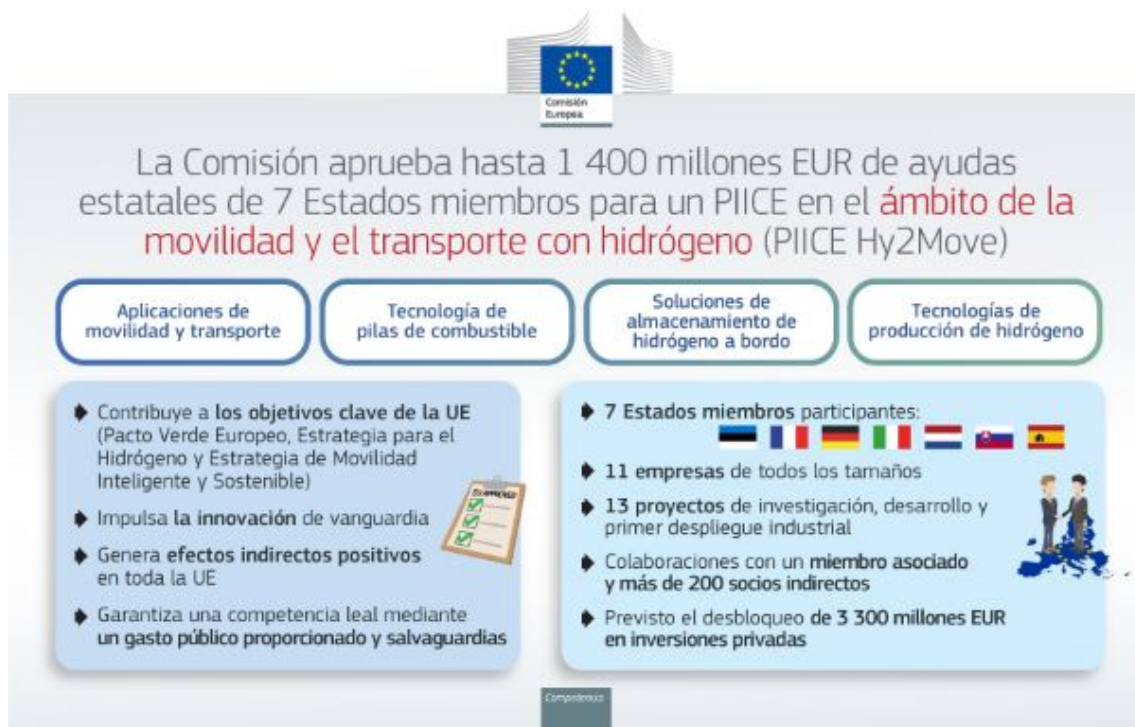 Comisión
Europea
La Comisión aprueba hasta 1 400 millones EUR de ayudas
estatales de 7 Estados miembros para un PIICE en el ámbito de la
movilidad y el transporte con hidrógeno (PIICE Hy2Move)
Aplicaciones de
movilidad y transporte
Tecnología de
pilas de combustible
Soluciones de
almacenamiento de
hidrógeno a bordo
Tecnologías de
producción de hidrógeno
Contribuye a los objetivos clave de la UE
(Pacto Verde Europeo, Estrategia para el
Hidrógeno y Estrategia de Movilidad
Inteligente y Sostenible)
Impulsa la innovación de vanguardia
Genera efectos indirectos positivos
en toda la UE
Garantiza una competencia leal mediante
un gasto público proporcionado y salvaguardias
7 Estados miembros participantes:
11 empresas de todos los tamaños
13 proyectos de investigación, desarrollo y
primer despliegue industrial
Colaboraciones con un miembro asociado
y más de 200 socios indirectos
Previsto el desbloqueo de 3 300 millones EUR
en inversiones privadas
Competencia